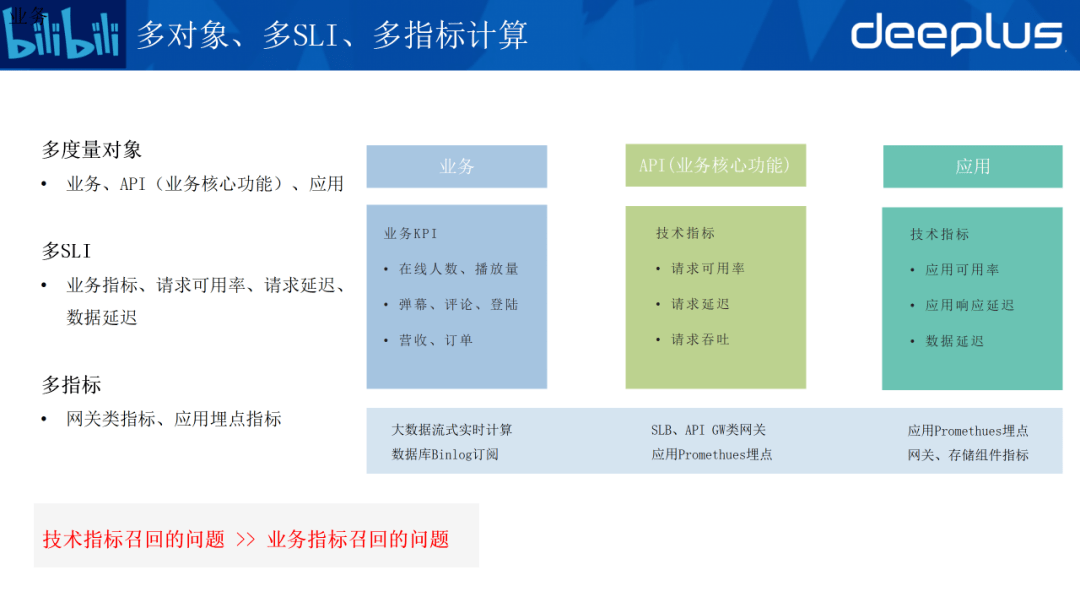 业务
bilibili
多对象、多SLI、多指标计算
deeplus
多度量对象
• 业务、API（业务核心功能）、应用
多SLI
• 业务指标、请求可用率、请求延迟、
数据延迟
多指标
• 网关类指标、应用埋点指标
业务
业务KPI
• 在线人数、播放量
• 弹幕、评论、登陆
• 营收、订单
API(业务核心功能)
技术指标
• 请求可用率
• 请求延迟
• 请求吞吐
应用
技术指标
• 应用可用率
• 应用响应延迟
• 数据延迟
大数据流式实时计算
数据库Binlog订阅
SLB、API GW类网关
应用Promethues埋点
应用Promethues埋点
网关、存储组件指标
技术指标召回的问题 >> 业务指标召回的问题